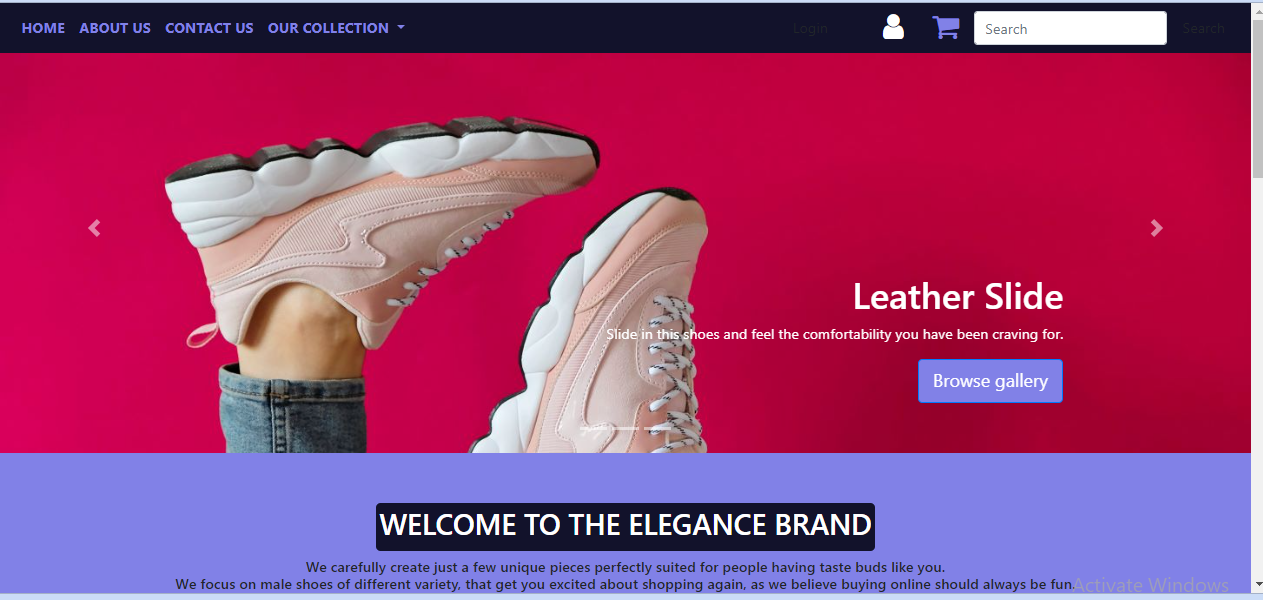 HOME ABOUT US CONTACT US OUR COLLECTION Login Search Search
Leather Slide
Slide in this shoes and feel the comfortability you have been craving for.
Browse gallery
WELCOME TO THE ELEGANCE BRAND
We carefully create just a few unique pieces perfectly suited for people having taste buds like you.
We focus on male shoes of different variety, that get you excited about shopping again, as we believe buying online should always be fun.
Activate Windows